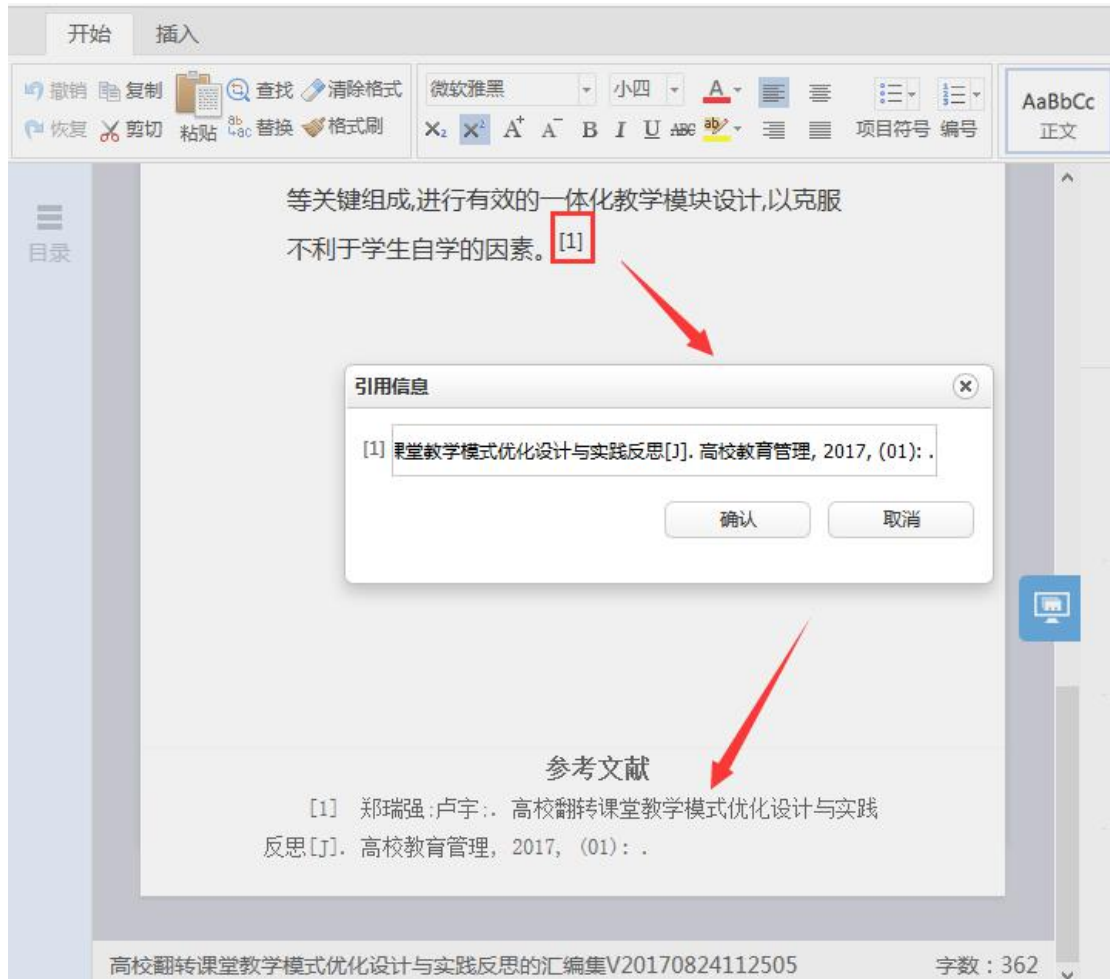 开始 插入
撤销 复制 查找 清除格式 微软雅黑 小四 A
恢复 剪切 粘贴 替换 格式刷 X₂ X² A⁺ A⁻ B I U ABC ab 项目符号 编号
AaBbCc
正文
目录
等关键组成,进行有效的一体化教学模块设计,以克服
不利于学生自学的因素。[1]
引用信息
[1] 课堂教学模式优化设计与实践反思[J]. 高校教育管理, 2017, (01): .
确认 取消
参考文献
[1] 郑瑞强;卢宇;. 高校翻转课堂教学模式优化设计与实践
反思[J]. 高校教育管理, 2017, (01): .
高校翻转课堂教学模式优化设计与实践反思的汇编集V20170824112505 字数:362